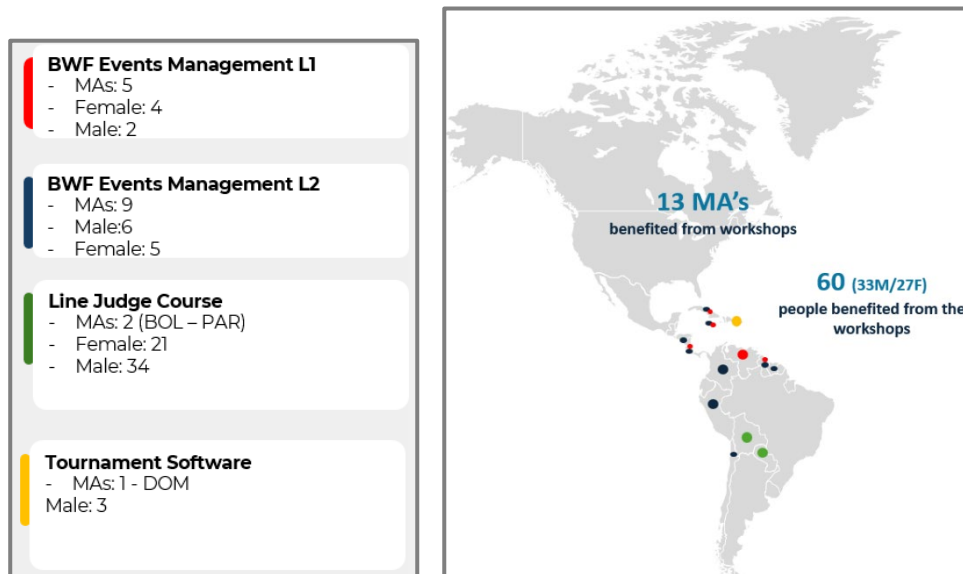 BWF Events Management L1
- MAs: 5
- Female: 4
- Male: 2
BWF Events Management L2
- MAs: 9
- Male:6
- Female: 5
Line Judge Course
- MAs: 2 (BOL – PAR)
- Female: 21
- Male: 34
Tournament Software
- MAs: 1 - DOM
Male: 3
13 MA’s
benefited from workshops
60 (33M/27F)
people benefited from the
workshops